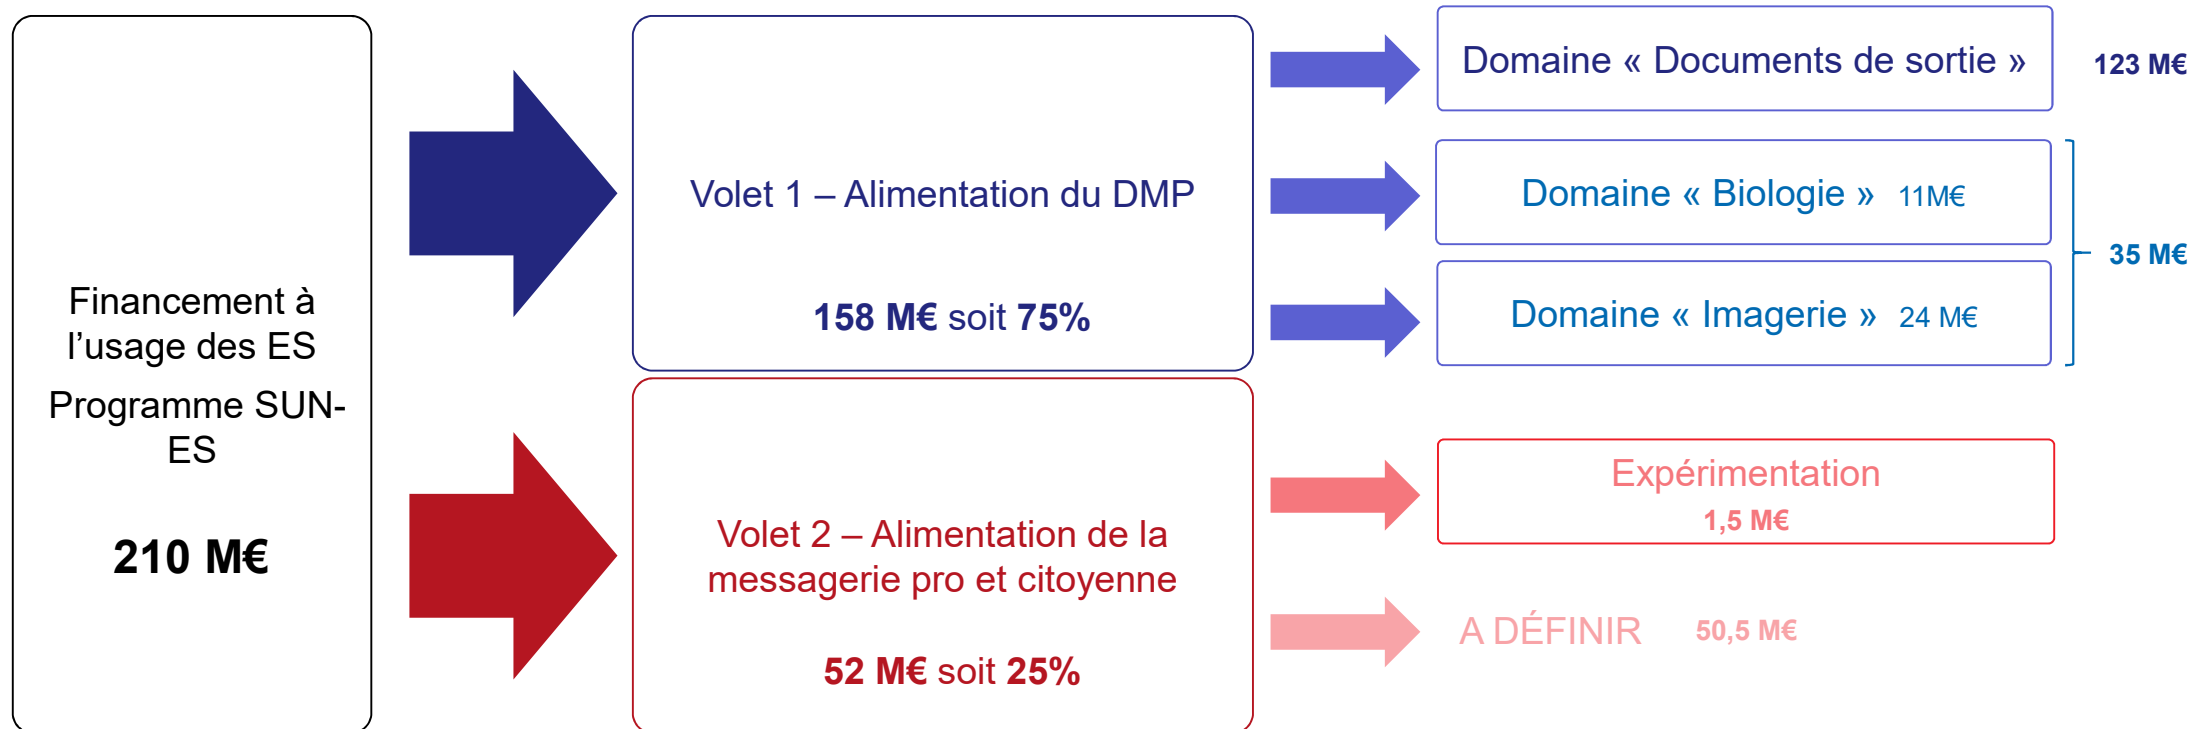 Financement à
l’usage des ES
Programme SUN-
ES
210 M€
Volet 1 – Alimentation du DMP
158 M€ soit 75%
Domaine « Documents de sortie »
123 M€
Domaine « Biologie » 11M€
Domaine « Imagerie » 24 M€
35 M€
Volet 2 – Alimentation de la
messagerie pro et citoyenne
52 M€ soit 25%
Expérimentation
1,5 M€
A DÉFINIR 50,5 M€